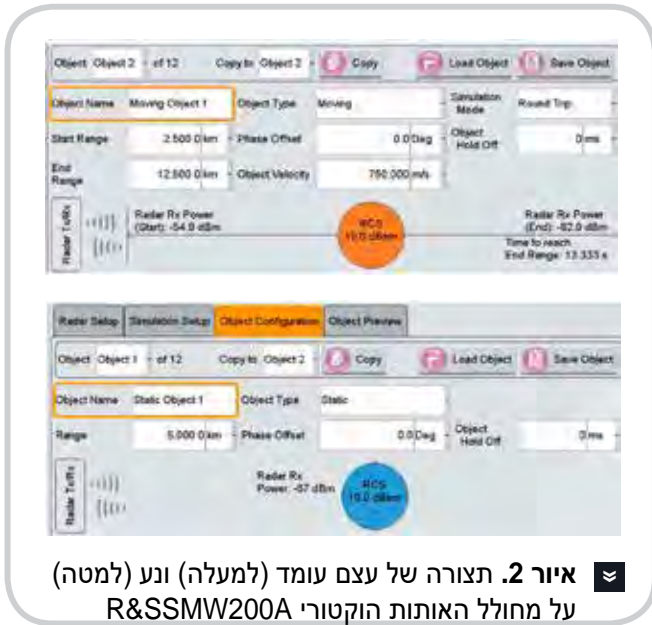 Object Object 2 - of 12 Copy to Object 2 - Copy Load Object Save Object
Object Name Moving Object 1 Object Type Moving - Simulation Mode Round Trip -
Start Range 2.500 0 km - Phase Offset 0.0 Deg - Object Hold Off 0 ms -
End Range 12.500 0 km - Object Velocity 750.000 m/s -
Radar Tx/Rx
Radar Rx Power
(Start): -54.9 dBm
RCS
10.0 dBsm
Radar Rx Power
(End): -82.9 dBm
Time to reach
End Range: 13.333 s
Radar Setup Simulation Setup Object Configuration Object Preview
Object Object 1 - of 12 Copy to Object 2 - Copy Load Object Save Object
Object Name Static Object 1 Object Type Static -
Range 5.000 0 km - Phase Offset 0.0 Deg - Object Hold Off 0 ms -
Radar Tx/Rx
Radar Rx
Power: -67 dBm
RCS
10.0 dBsm
איור 2. תצורה של עצם עומד (למעלה) ונע (למטה)
על מחולל האותות הוקטורי R&SSMW200A